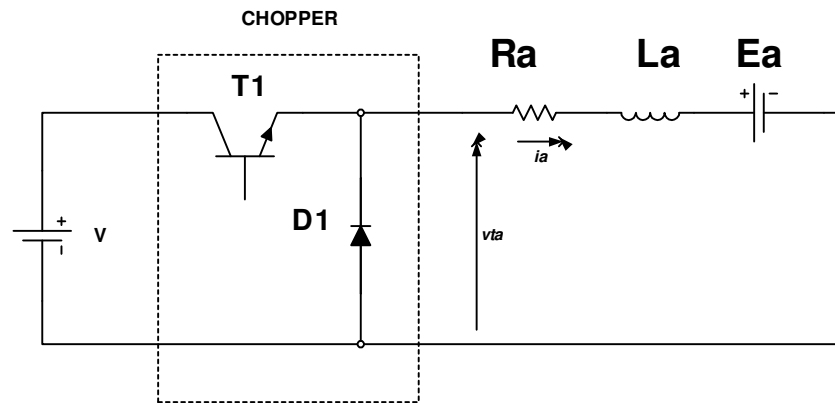 CHOPPER
Ra La Ea
T1
+ −
ia
D1
vta
+
V
−